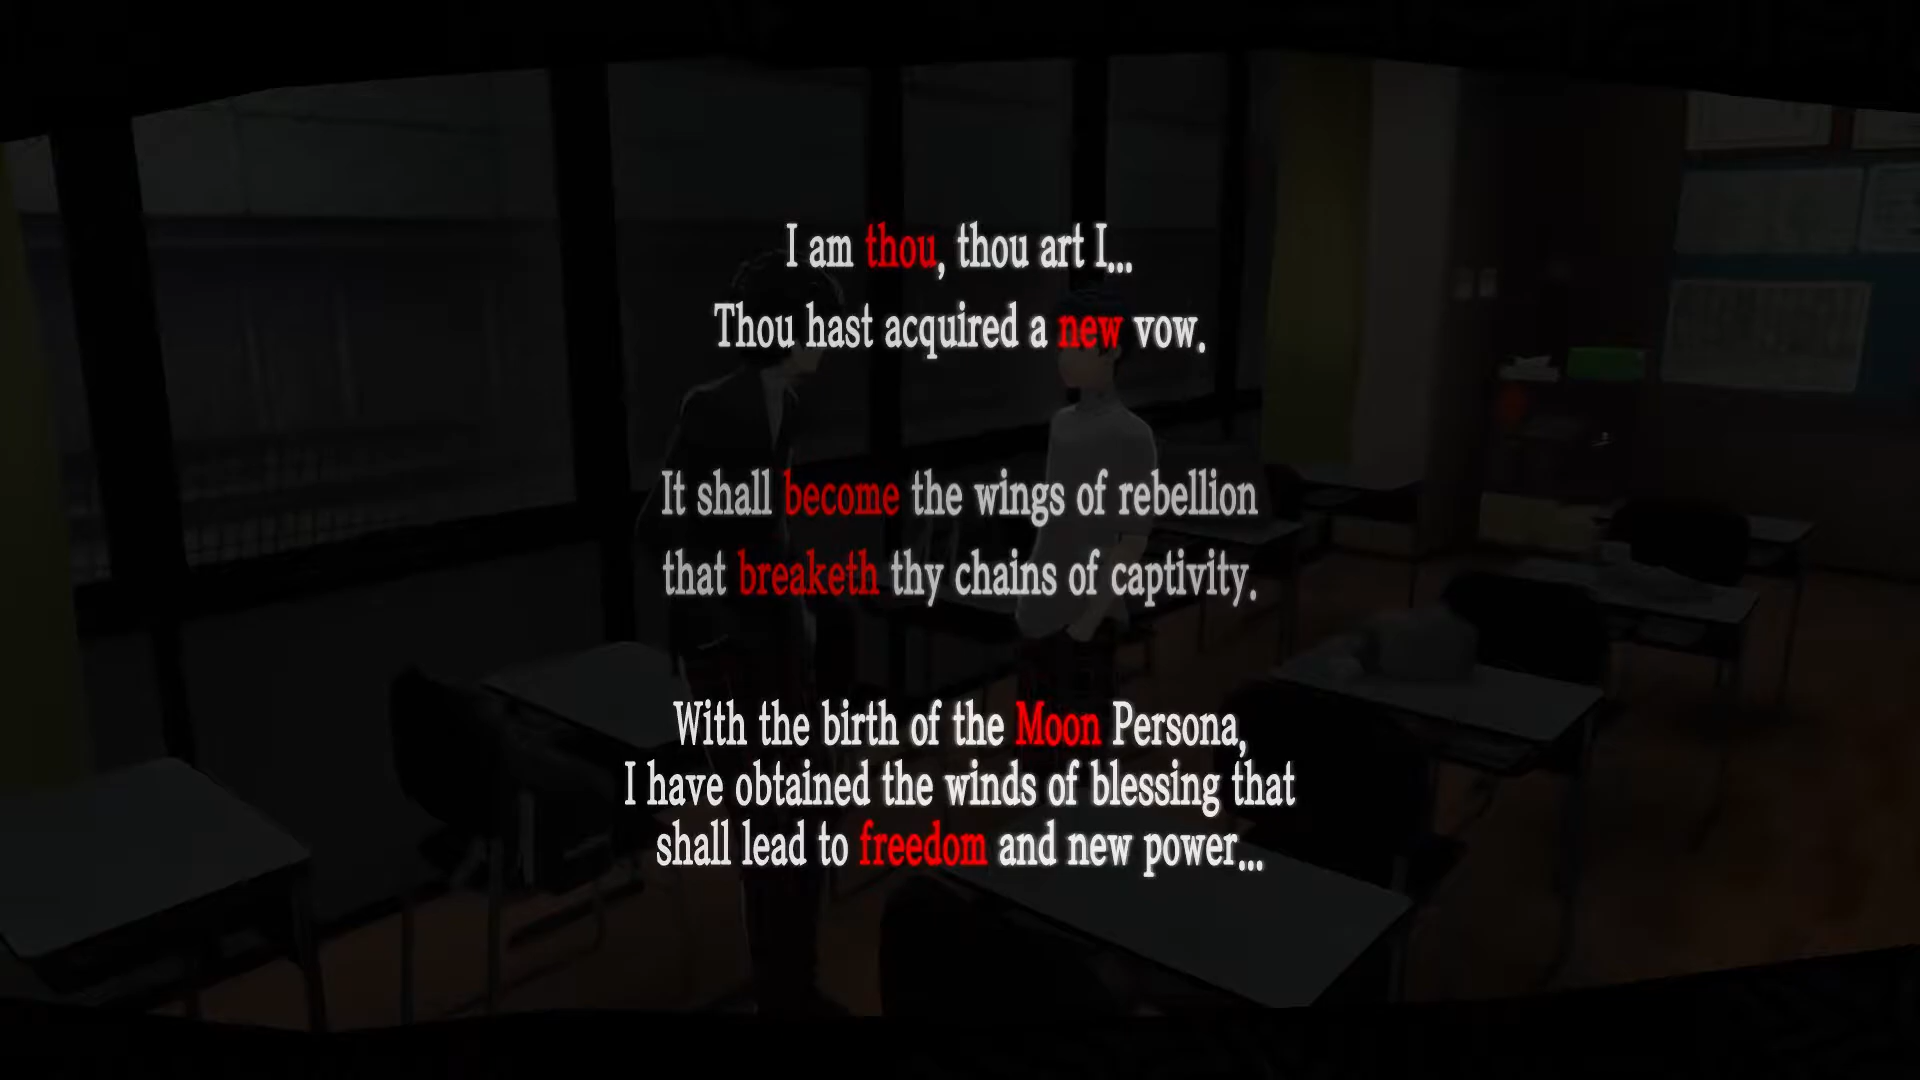 I am thou, thou art I...
Thou hast acquired a new vow.
It shall become the wings of rebellion
that breaketh thy chains of captivity.
With the birth of the Moon Persona,
I have obtained the winds of blessing that
shall lead to freedom and new power...